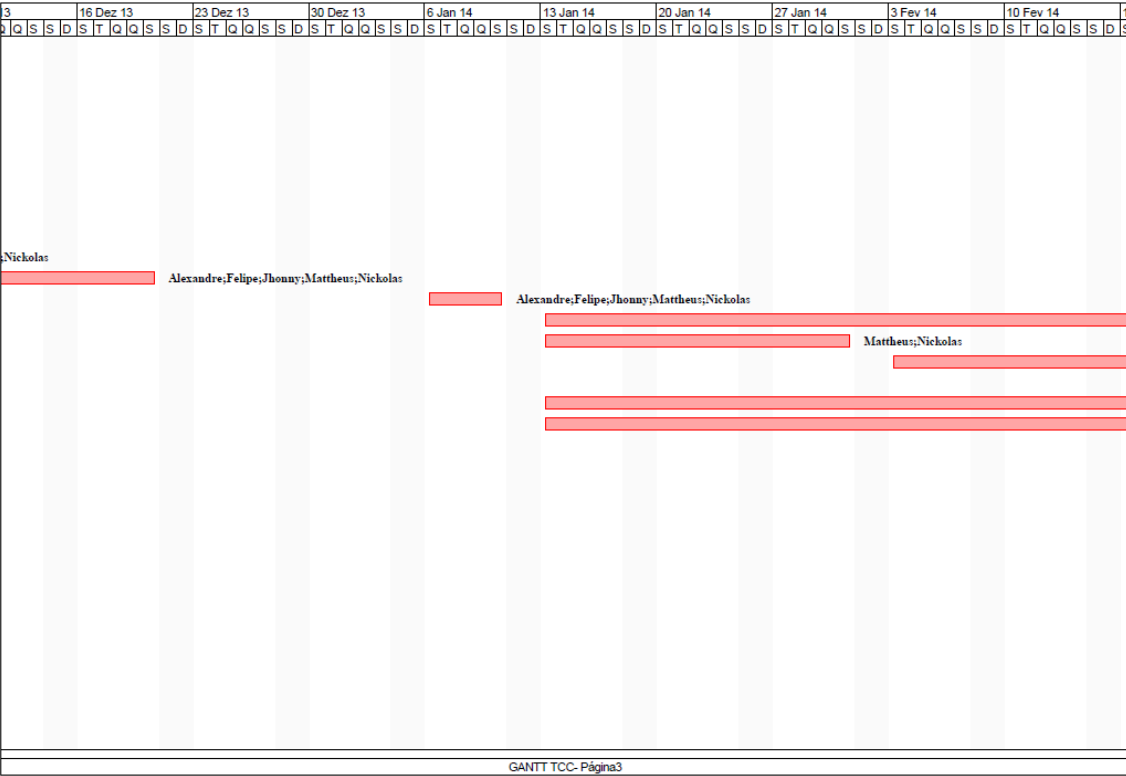 13 16 Dez 13 23 Dez 13 30 Dez 13 6 Jan 14 13 Jan 14 20 Jan 14 27 Jan 14 3 Fev 14 10 Fev 14
Q S S D S T Q Q S S D S T Q Q S S D S T Q Q S S D S T Q Q S S D S T Q Q S S D S T Q Q S S D S T Q Q S S D S T Q Q S S D S T Q Q S S D
;Nickolas
Alexandre;Felipe;Jhonny;Mattheus;Nickolas
Alexandre;Felipe;Jhonny;Mattheus;Nickolas
Mattheus;Nickolas
GANTT TCC- Página3